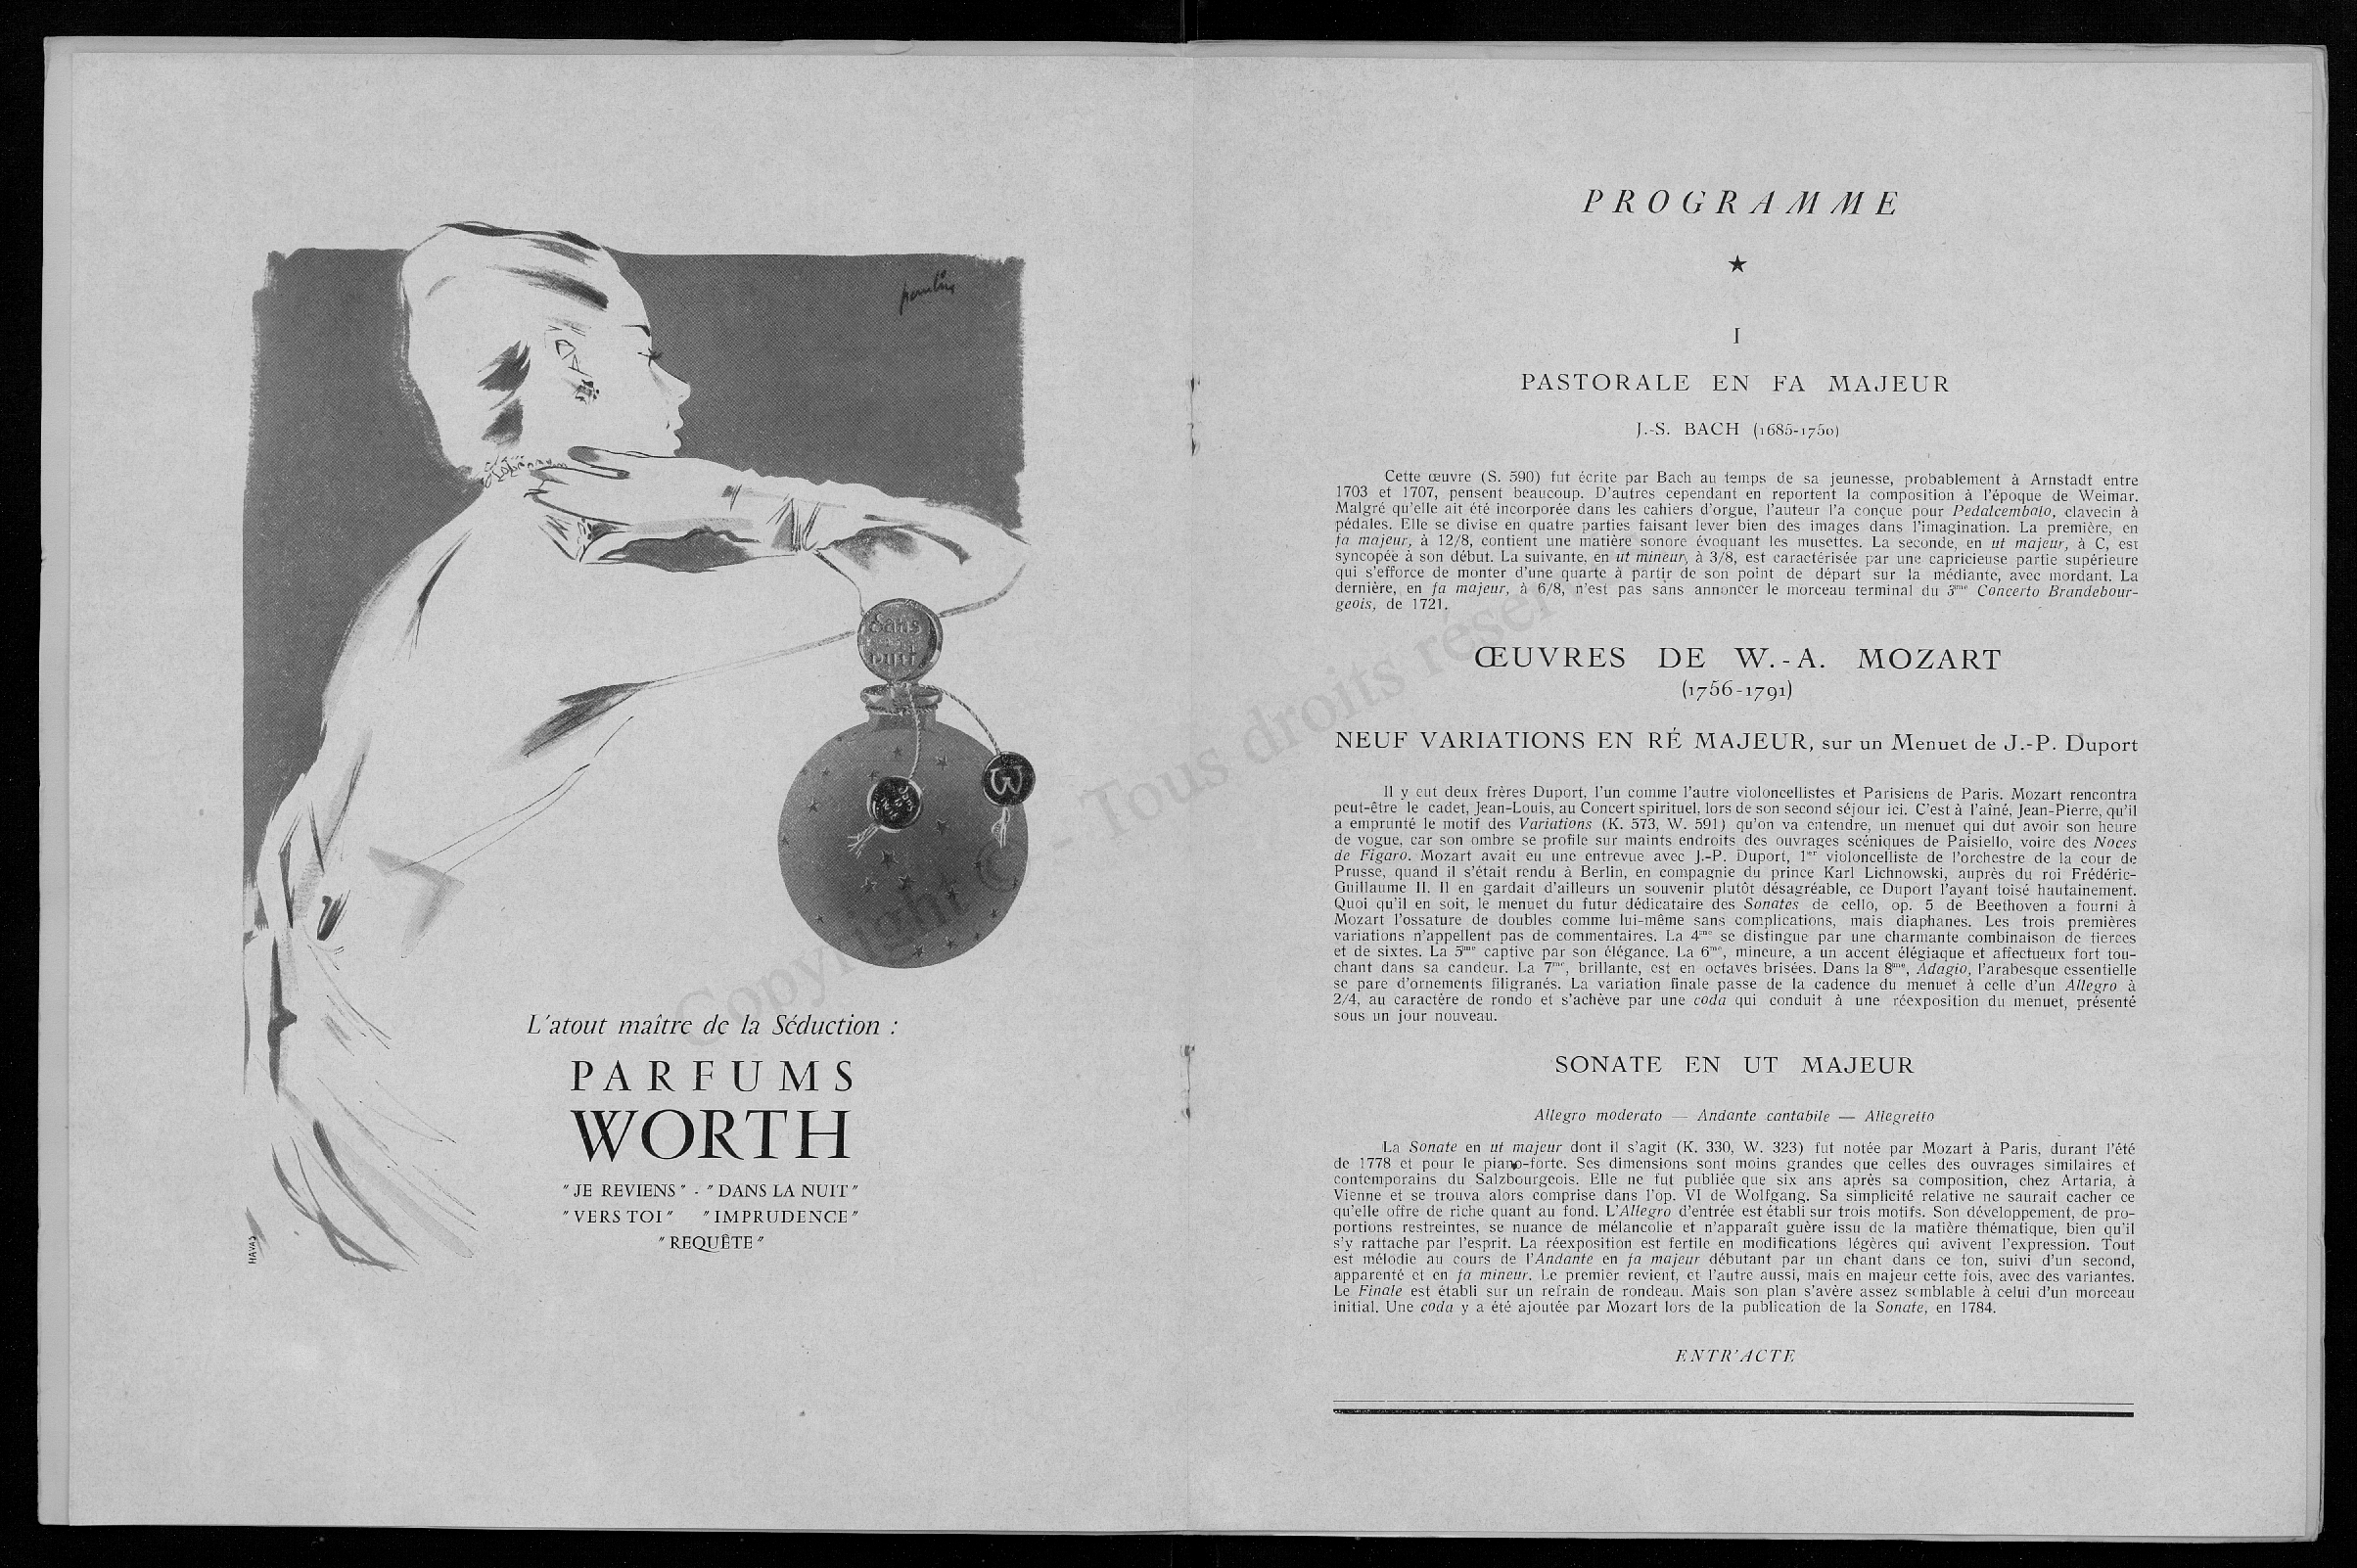 paulin
Sans
nuit
W
L'atout maître de la Séduction :
PARFUMS
WORTH
"JE REVIENS" - "DANS LA NUIT"
"VERS TOI" "IMPRUDENCE"
"REQUÊTE"
HAVAS
PROGRAMME
★
I
PASTORALE EN FA MAJEUR
J.-S. BACH (1685-1750)
Cette œuvre (S. 590) fut écrite par Bach au temps de sa jeunesse, probablement à Arnstadt entre
1703 et 1707, pensent beaucoup. D'autres cependant en reportent la composition à l'époque de Weimar.
Malgré qu'elle ait été incorporée dans les cahiers d'orgue, l'auteur l'a conçue pour Pedalcembalo, clavecin à
pédales. Elle se divise en quatre parties faisant lever bien des images dans l'imagination. La première, en
fa majeur, à 12/8, contient une matière sonore évoquant les musettes. La seconde, en ut majeur, à C, est
syncopée à son début. La suivante, en ut mineur, à 3/8, est caractérisée par une capricieuse partie supérieure
qui s'efforce de monter d'une quarte à partir de son point de départ sur la médiante, avec mordant. La
dernière, en fa majeur, à 6/8, n'est pas sans annoncer le morceau terminal du 3me Concerto Brandebour-
geois, de 1721.
ŒUVRES DE W.-A. MOZART
(1756-1791)
NEUF VARIATIONS EN RÉ MAJEUR, sur un Menuet de J.-P. Duport
Il y eut deux frères Duport, l'un comme l'autre violoncellistes et Parisiens de Paris. Mozart rencontra
peut-être le cadet, Jean-Louis, au Concert spirituel, lors de son second séjour ici. C'est à l'aîné, Jean-Pierre, qu'il
a emprunté le motif des Variations (K. 573, W. 591) qu'on va entendre, un menuet qui dut avoir son heure
de vogue, car son ombre se profile sur maints endroits des ouvrages scéniques de Paisiello, voire des Noces
de Figaro. Mozart avait eu une entrevue avec J.-P. Duport, 1er violoncelliste de l'orchestre de la cour de
Prusse, quand il s'était rendu à Berlin, en compagnie du prince Karl Lichnowski, auprès du roi Frédéric-
Guillaume II. Il en gardait d'ailleurs un souvenir plutôt désagréable, ce Duport l'ayant toisé hautainement.
Quoi qu'il en soit, le menuet du futur dédicataire des Sonates de cello, op. 5 de Beethoven a fourni à
Mozart l'ossature de doubles comme lui-même sans complications, mais diaphanes. Les trois premières
variations n'appellent pas de commentaires. La 4me se distingue par une charmante combinaison de tierces
et de sixtes. La 5me captive par son élégance. La 6me, mineure, a un accent élégiaque et affectueux fort tou-
chant dans sa candeur. La 7me, brillante, est en octaves brisées. Dans la 8me, Adagio, l'arabesque essentielle
se pare d'ornements filigranés. La variation finale passe de la cadence du menuet à celle d'un Allegro à
2/4, au caractère de rondo et s'achève par une coda qui conduit à une réexposition du menuet, présenté
sous un jour nouveau.
SONATE EN UT MAJEUR
Allegro moderato — Andante cantabile — Allegretto
La Sonate en ut majeur dont il s'agit (K. 330, W. 323) fut notée par Mozart à Paris, durant l'été
de 1778 et pour le piano-forte. Ses dimensions sont moins grandes que celles des ouvrages similaires et
contemporains du Salzbourgeois. Elle ne fut publiée que six ans après sa composition, chez Artaria, à
Vienne et se trouva alors comprise dans l'op. VI de Wolfgang. Sa simplicité relative ne saurait cacher ce
qu'elle offre de riche quant au fond. L'Allegro d'entrée est établi sur trois motifs. Son développement, de pro-
portions restreintes, se nuance de mélancolie et n'apparaît guère issu de la matière thématique, bien qu'il
s'y rattache par l'esprit. La réexposition est fertile en modifications légères qui avivent l'expression. Tout
est mélodie au cours de l'Andante en fa majeur débutant par un chant dans ce ton, suivi d'un second,
apparenté et en fa mineur. Le premier revient, et l'autre aussi, mais en majeur cette fois, avec des variantes.
Le Finale est établi sur un refrain de rondeau. Mais son plan s'avère assez semblable à celui d'un morceau
initial. Une coda y a été ajoutée par Mozart lors de la publication de la Sonate, en 1784.
ENTR'ACTE
Copyright © - Tous droits réser